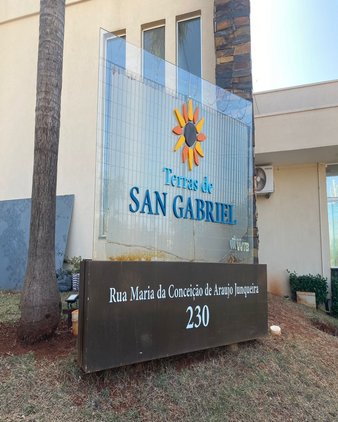 Terras de
SAN GABRIEL
Rua Maria da Conceição de Araujo Junqueira
230